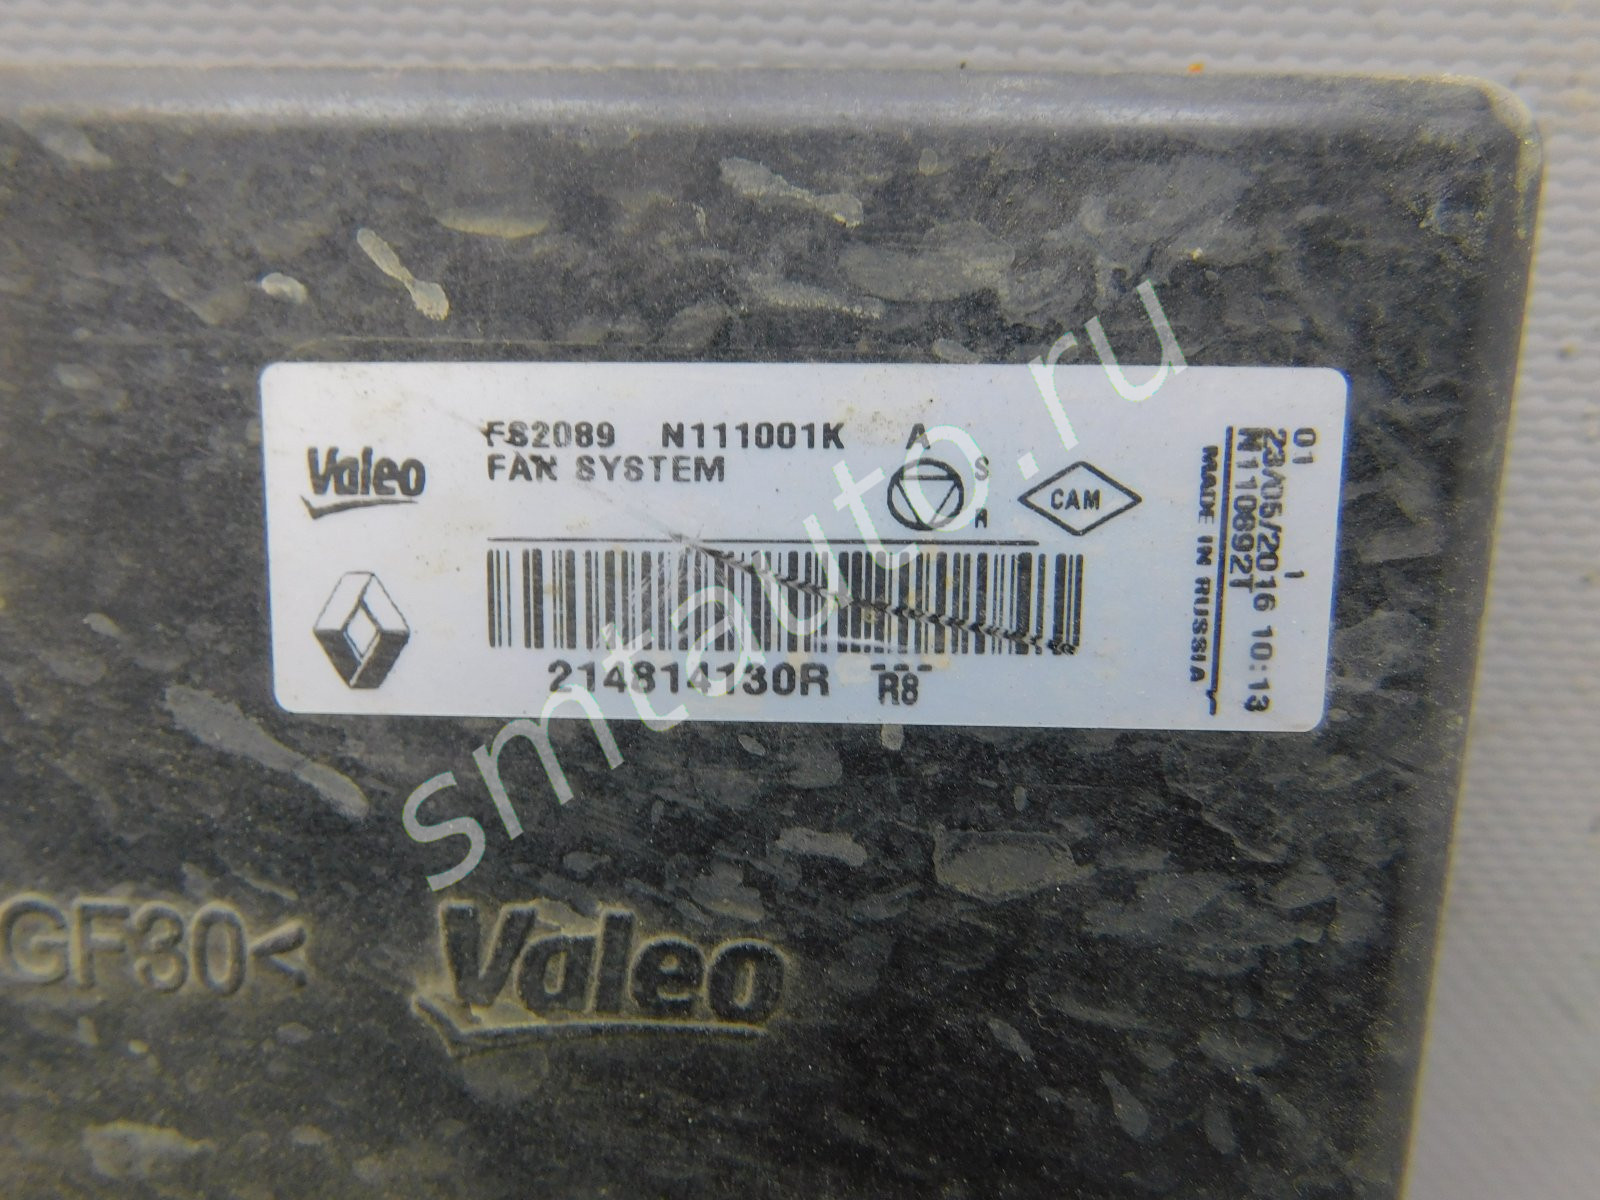 Valeo
FS2089 N111001K A
FAN SYSTEM
S
R
CAM
214814130R R8
01 1
23/05/2016 10:13
N110892T
MADE IN RUSSIA
smtauto.ru
GF30<
Valeo